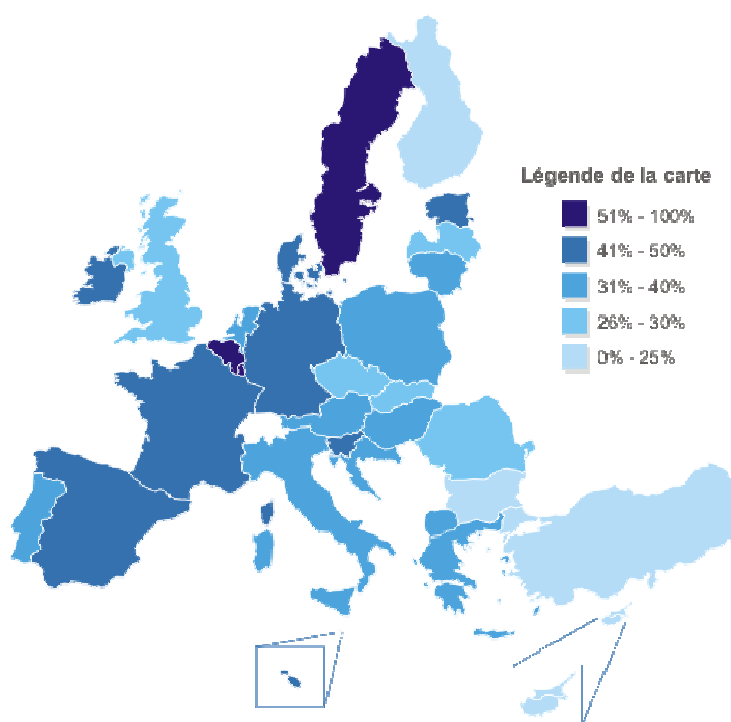 Légende de la carte
51% - 100%
41% - 50%
31% - 40%
26% - 30%
0% - 25%